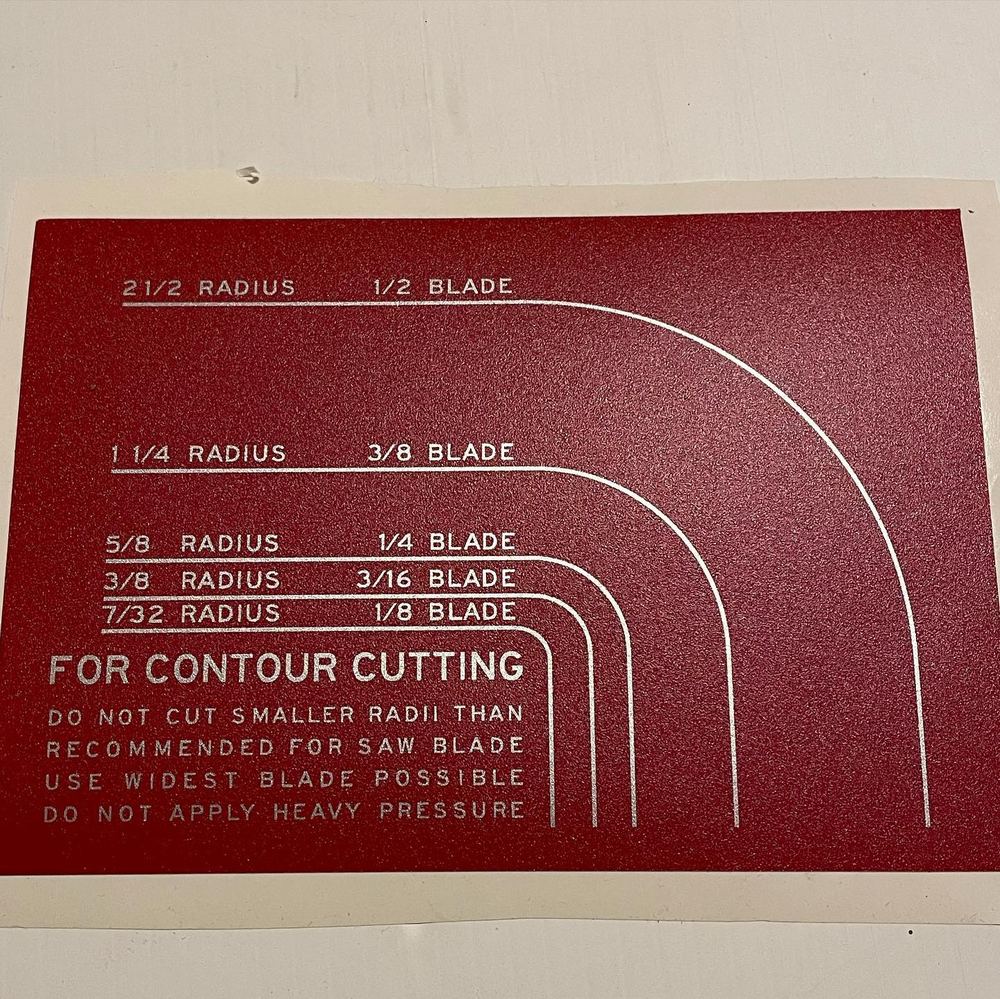 2 1/2 RADIUS 1/2 BLADE
1 1/4 RADIUS 3/8 BLADE
5/8 RADIUS 1/4 BLADE
3/8 RADIUS 3/16 BLADE
7/32 RADIUS 1/8 BLADE
FOR CONTOUR CUTTING
DO NOT CUT SMALLER RADII THAN
RECOMMENDED FOR SAW BLADE
USE WIDEST BLADE POSSIBLE
DO NOT APPLY HEAVY PRESSURE